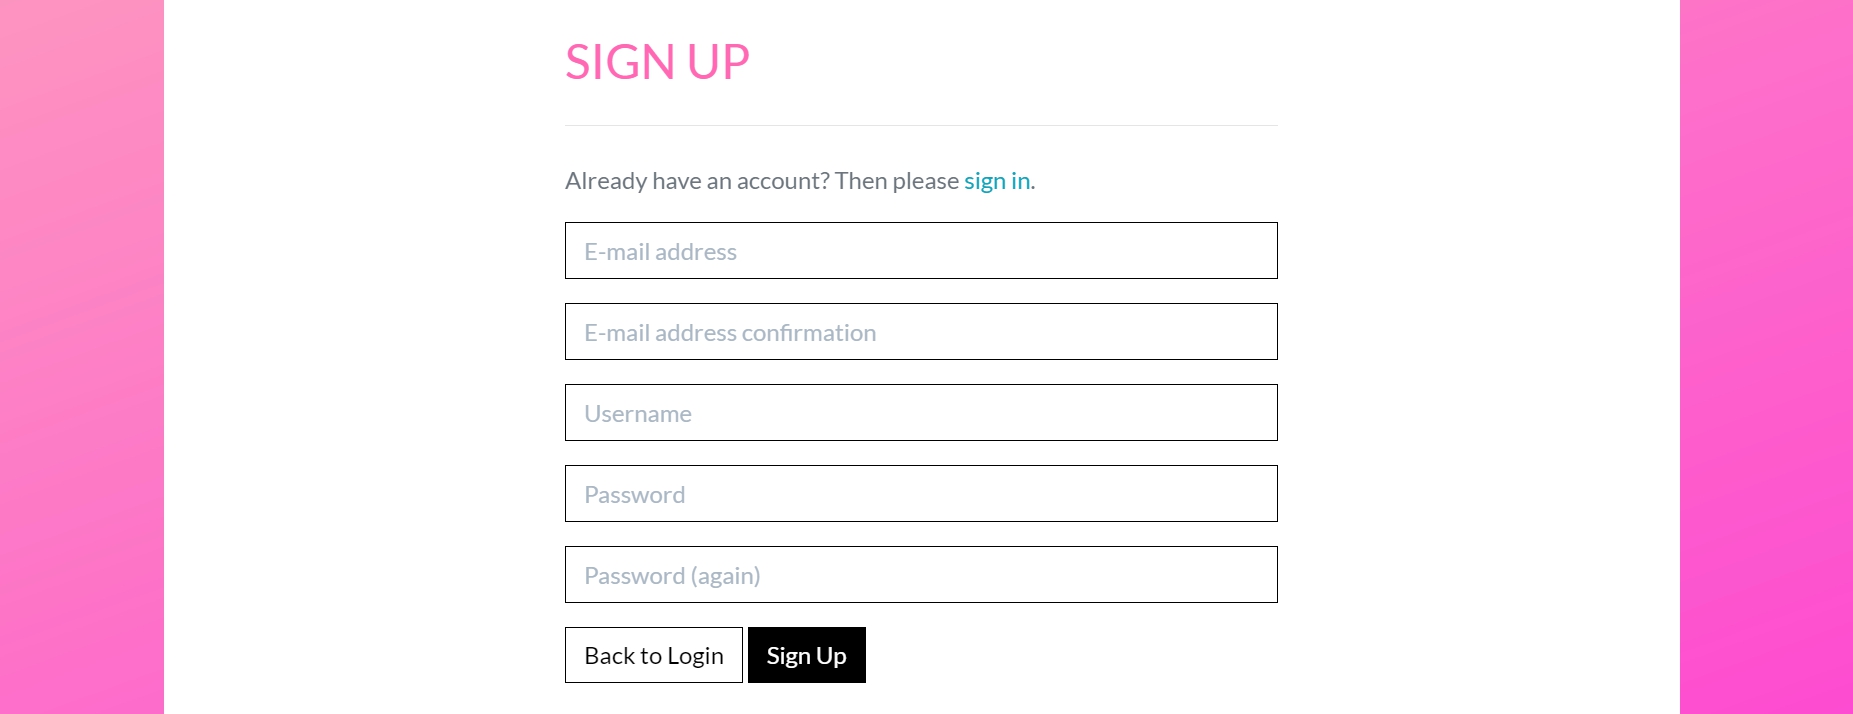 SIGN UP
Already have an account? Then please sign in.
E-mail address
E-mail address confirmation
Username
Password
Password (again)
Back to Login Sign Up